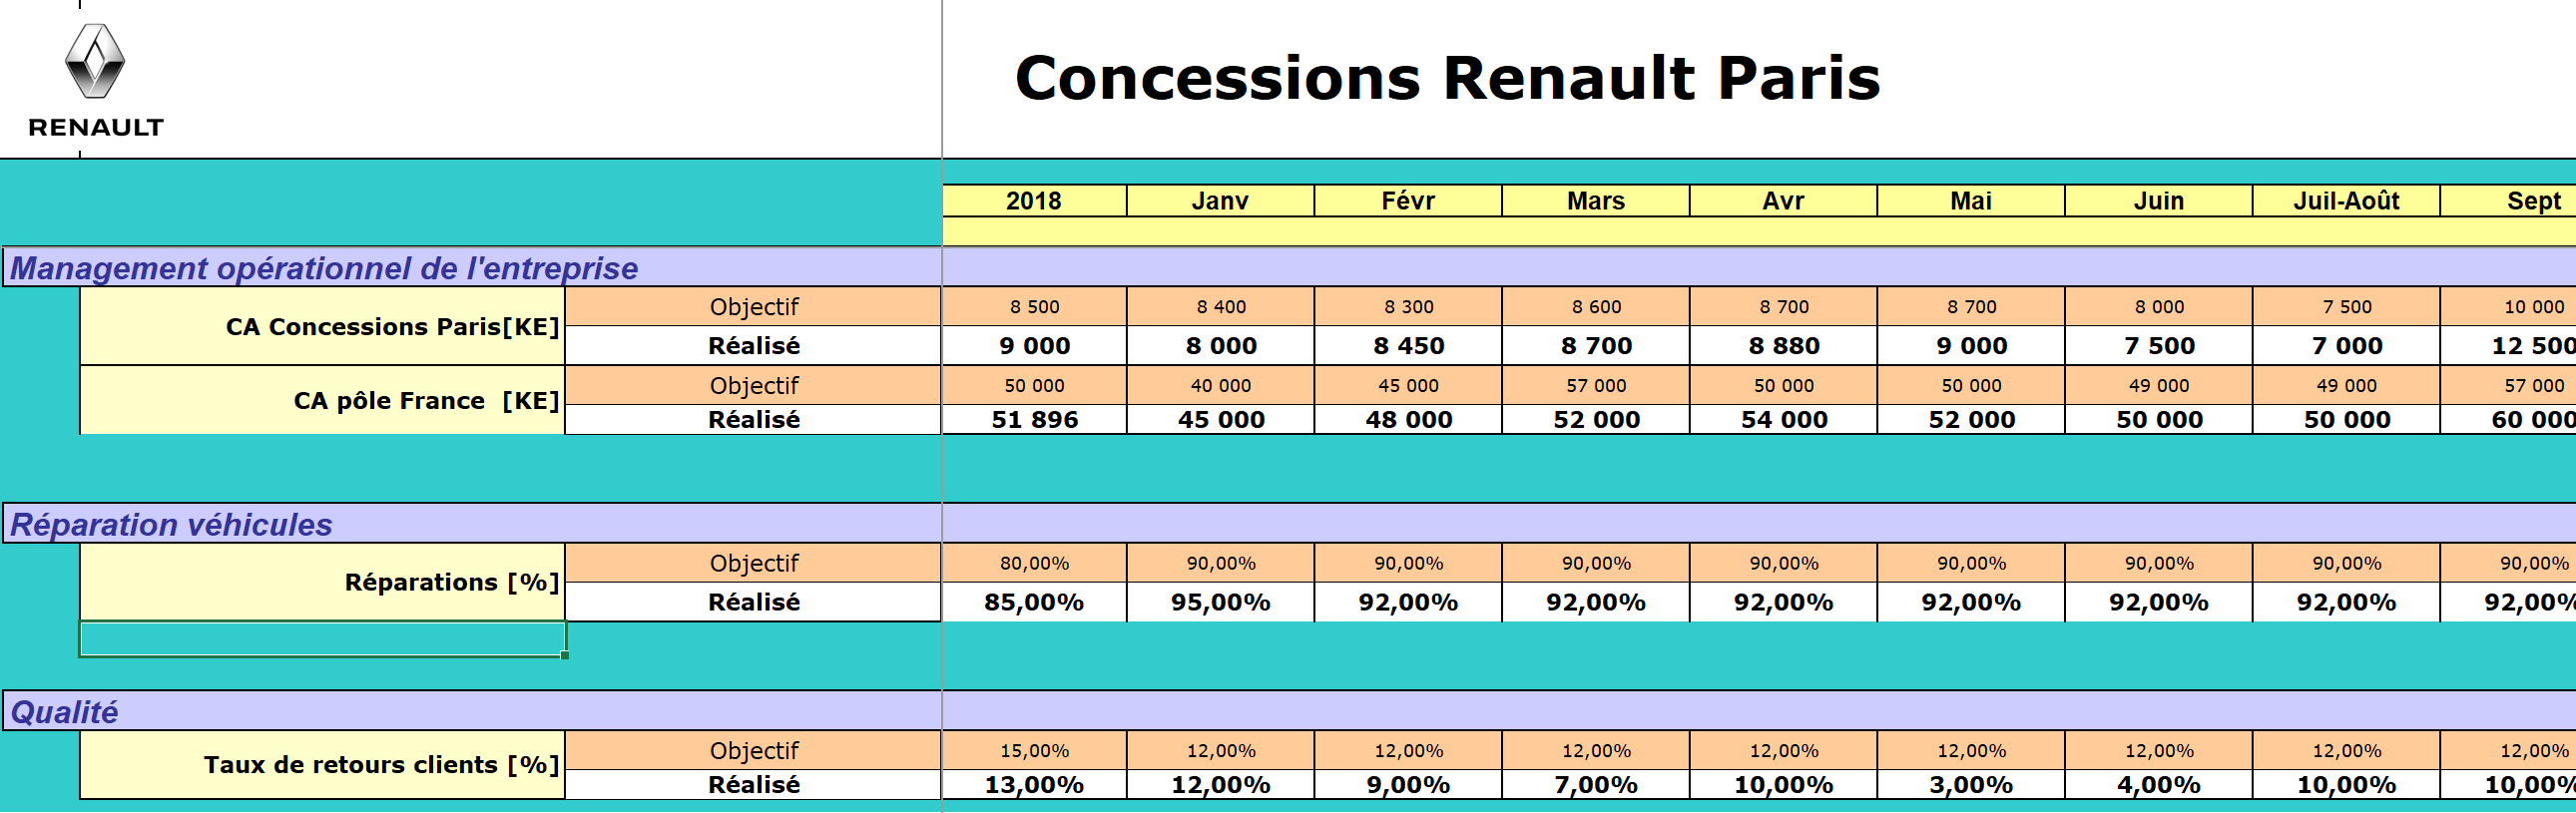 RENAULT
Concessions Renault Paris
2018 Janv Févr Mars Avr Mai Juin Juil-Août Sept
Management opérationnel de l'entreprise
CA Concessions Paris[KE]
Objectif 8 500 8 400 8 300 8 600 8 700 8 700 8 000 7 500 10 000
Réalisé 9 000 8 000 8 450 8 700 8 880 9 000 7 500 7 000 12 500
CA pôle France [KE]
Objectif 50 000 40 000 45 000 57 000 50 000 50 000 49 000 49 000 57 000
Réalisé 51 896 45 000 48 000 52 000 54 000 52 000 50 000 50 000 60 000
Réparation véhicules
Réparations [%]
Objectif 80,00% 90,00% 90,00% 90,00% 90,00% 90,00% 90,00% 90,00% 90,00%
Réalisé 85,00% 95,00% 92,00% 92,00% 92,00% 92,00% 92,00% 92,00% 92,00%
Qualité
Taux de retours clients [%]
Objectif 15,00% 12,00% 12,00% 12,00% 12,00% 12,00% 12,00% 12,00% 12,00%
Réalisé 13,00% 12,00% 9,00% 7,00% 10,00% 3,00% 4,00% 10,00% 10,00%